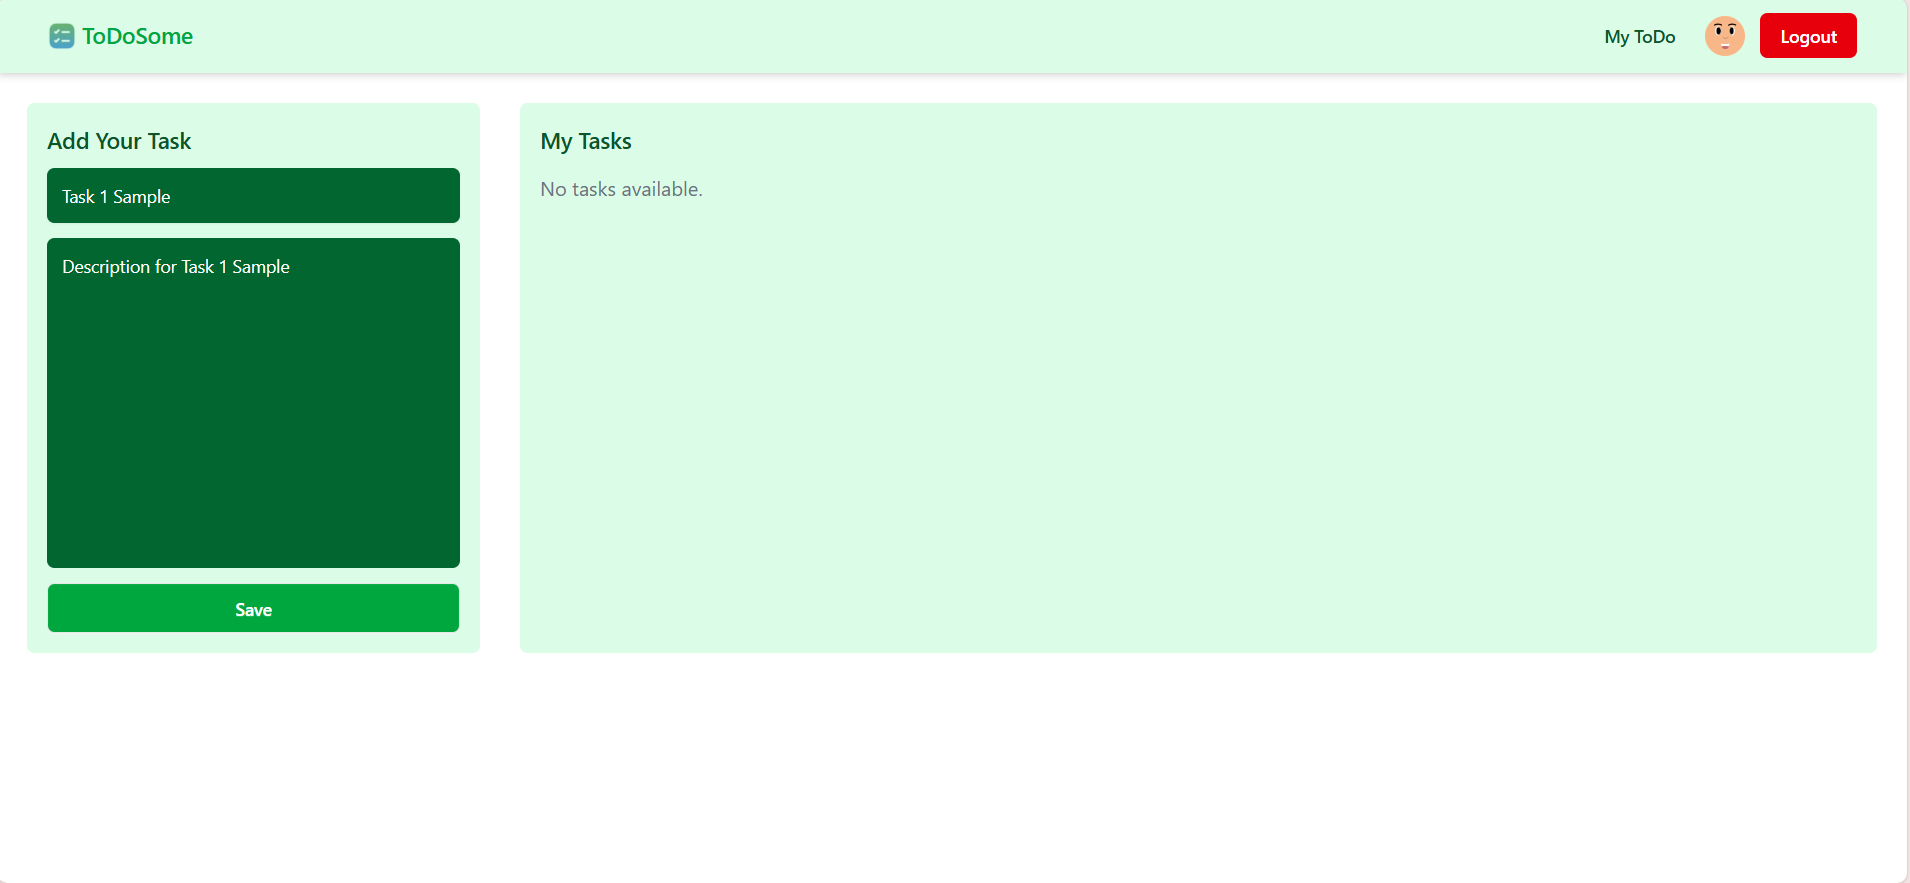 ToDoSome
My ToDo
Logout
Add Your Task
Task 1 Sample
Description for Task 1 Sample
Save
My Tasks
No tasks available.